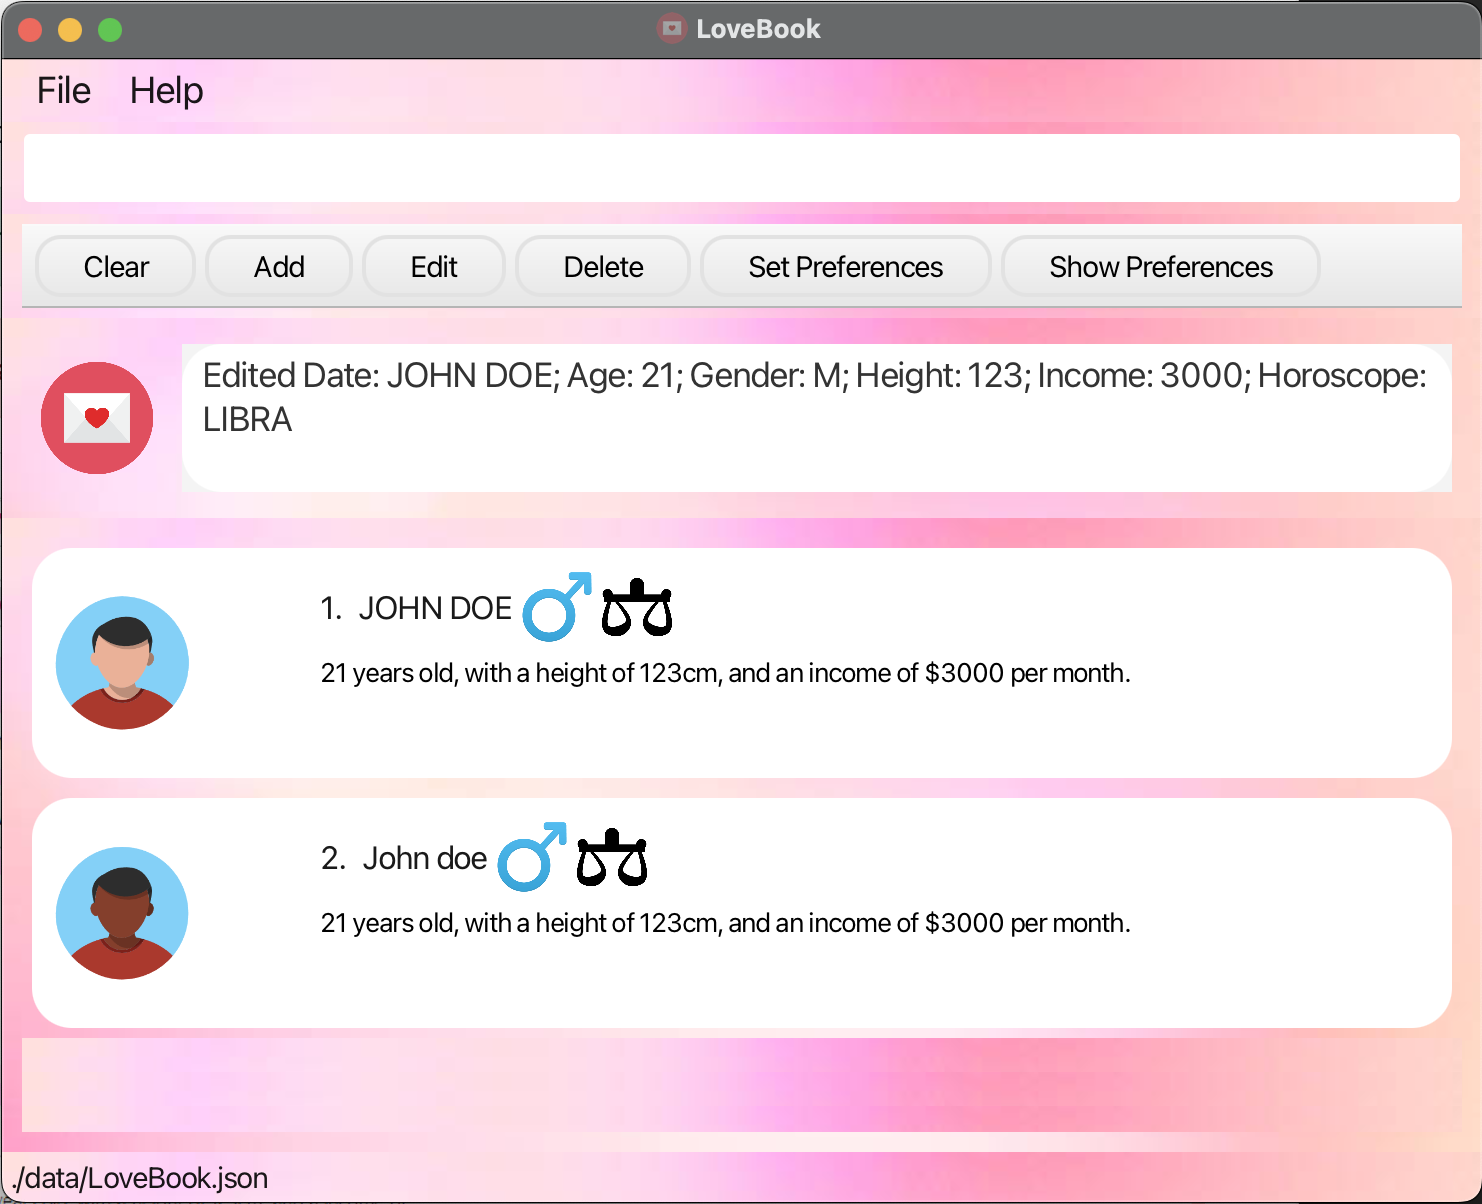 LoveBook
File Help
Clear Add Edit Delete Set Preferences Show Preferences
Edited Date: JOHN DOE; Age: 21; Gender: M; Height: 123; Income: 3000; Horoscope:
LIBRA
1. JOHN DOE
21 years old, with a height of 123cm, and an income of $3000 per month.
2. John doe
21 years old, with a height of 123cm, and an income of $3000 per month.
./data/LoveBook.json